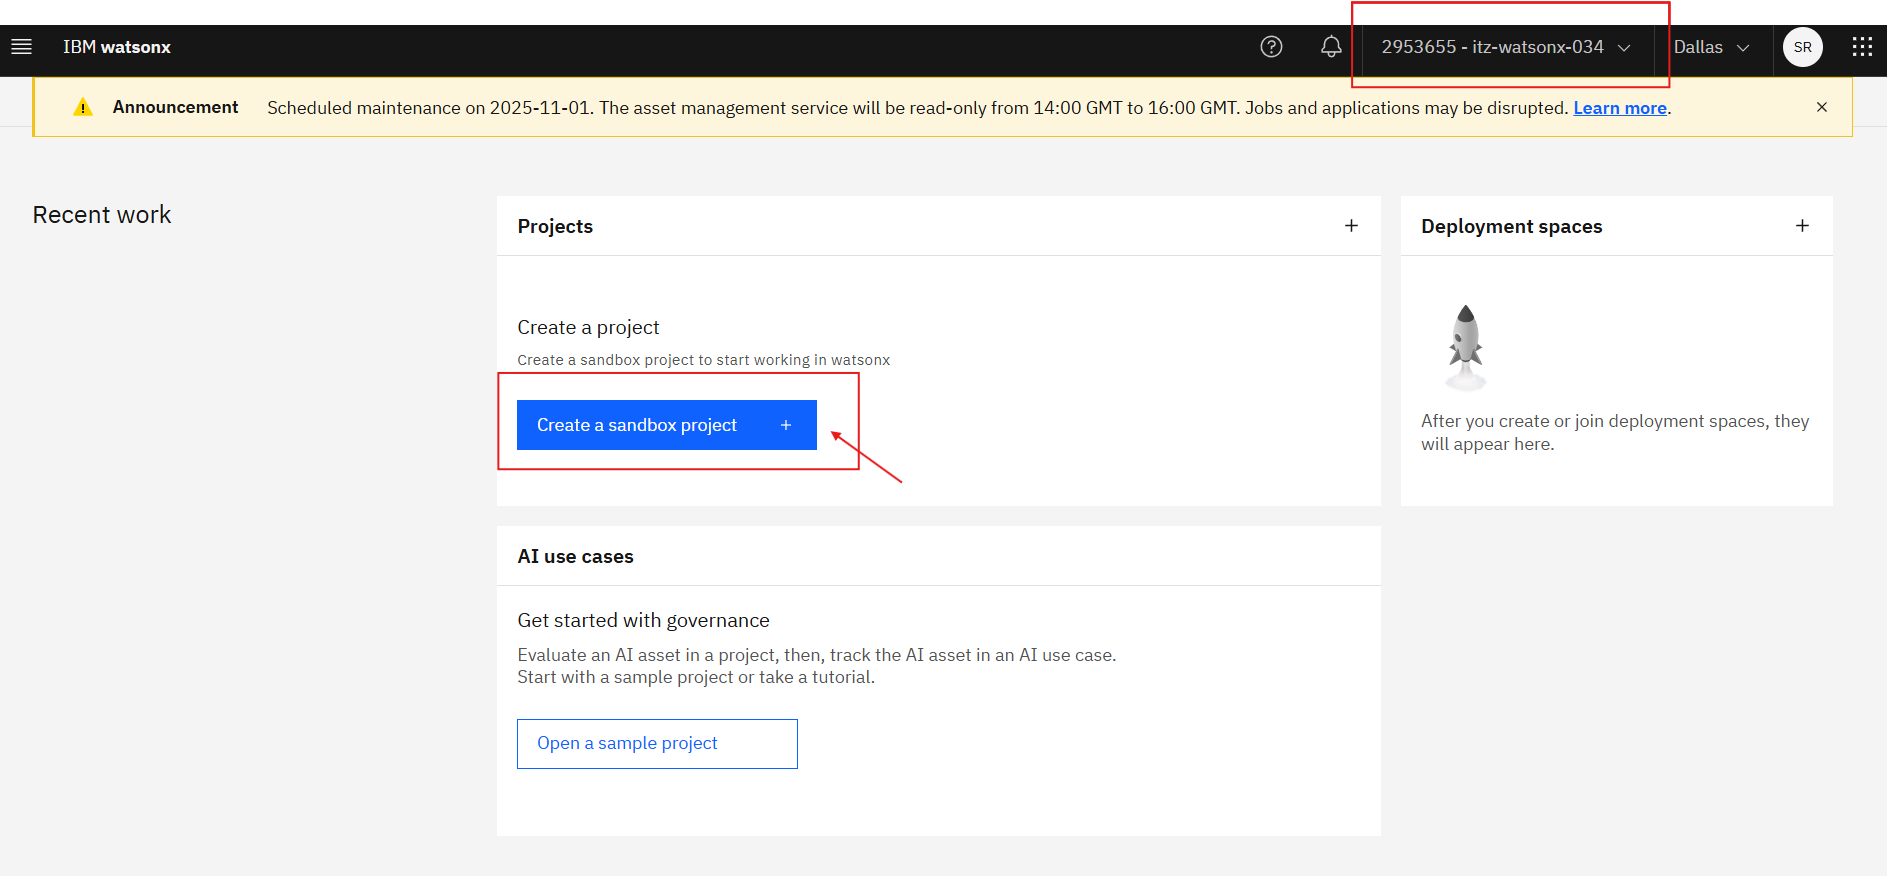 IBM watsonx
2953655 - itz-watsonx-034
Dallas
SR
Announcement Scheduled maintenance on 2025-11-01. The asset management service will be read-only from 14:00 GMT to 16:00 GMT. Jobs and applications may be disrupted. Learn more.
Recent work
Projects
Create a project
Create a sandbox project to start working in watsonx
Create a sandbox project
Deployment spaces
After you create or join deployment spaces, they
will appear here.
AI use cases
Get started with governance
Evaluate an AI asset in a project, then, track the AI asset in an AI use case.
Start with a sample project or take a tutorial.
Open a sample project